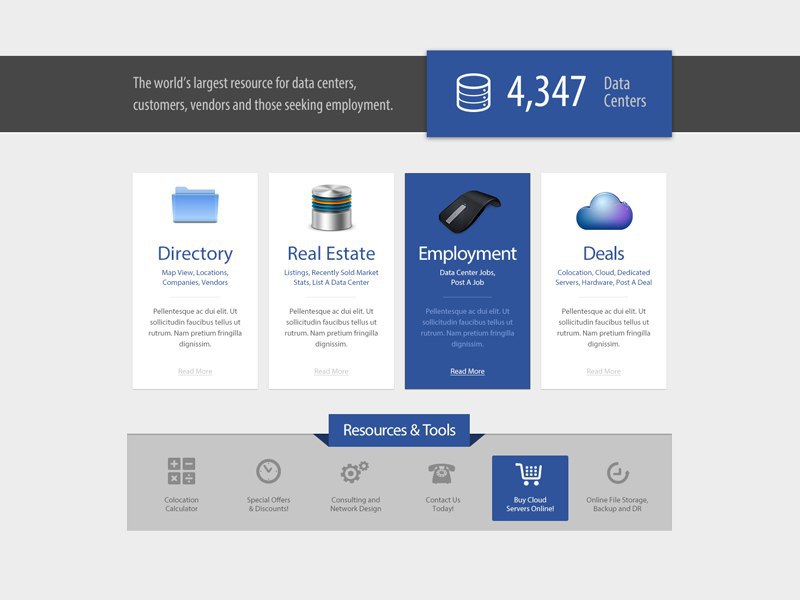 The world's largest resource for data centers,
customers, vendors and those seeking employment.
4,347
Data
Centers
Directory
Map View, Locations,
Companies, Vendors
Pellentesque ac dui elit. Ut
sollicitudin faucibus tellus ut
rutrum. Nam pretium fringilla
dignissim.
Read More
Real Estate
Listings, Recently Sold Market
Stats, List A Data Center
Pellentesque ac dui elit. Ut
sollicitudin faucibus tellus ut
rutrum. Nam pretium fringilla
dignissim.
Read More
Employment
Data Center Jobs,
Post A Job
Pellentesque ac dui elit. Ut
sollicitudin faucibus tellus ut
rutrum. Nam pretium fringilla
dignissim.
Read More
Deals
Colocation, Cloud, Dedicated
Servers, Hardware, Post A Deal
Pellentesque ac dui elit. Ut
sollicitudin faucibus tellus ut
rutrum. Nam pretium fringilla
dignissim.
Read More
Resources & Tools
Colocation
Calculator
Special Offers
& Discounts!
Consulting and
Network Design
Contact Us
Today!
Buy Cloud
Servers Online!
Online File Storage,
Backup and DR